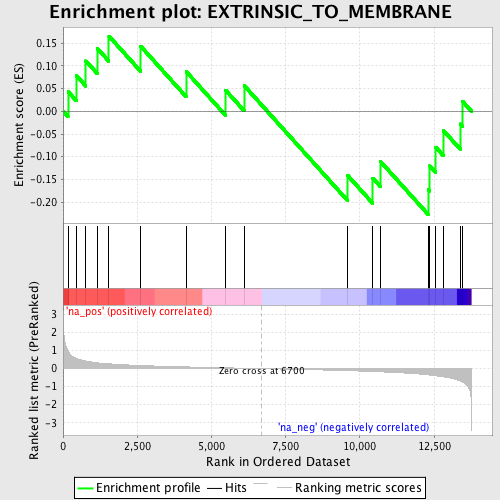 Enrichment plot: EXTRINSIC_TO_MEMBRANE
Enrichment score (ES)
0.15
0.10
0.05
0.00
-0.05
-0.10
-0.15
-0.20
'na_pos' (positively correlated)
Ranked list metric (PreRanked)
3
2
1
0
-1
-2
-3
Zero cross at 6700
'na_neg' (negatively correlated)
0 2,500 5,000 7,500 10,000 12,500
Rank in Ordered Dataset
Enrichment profile Hits Ranking metric scores